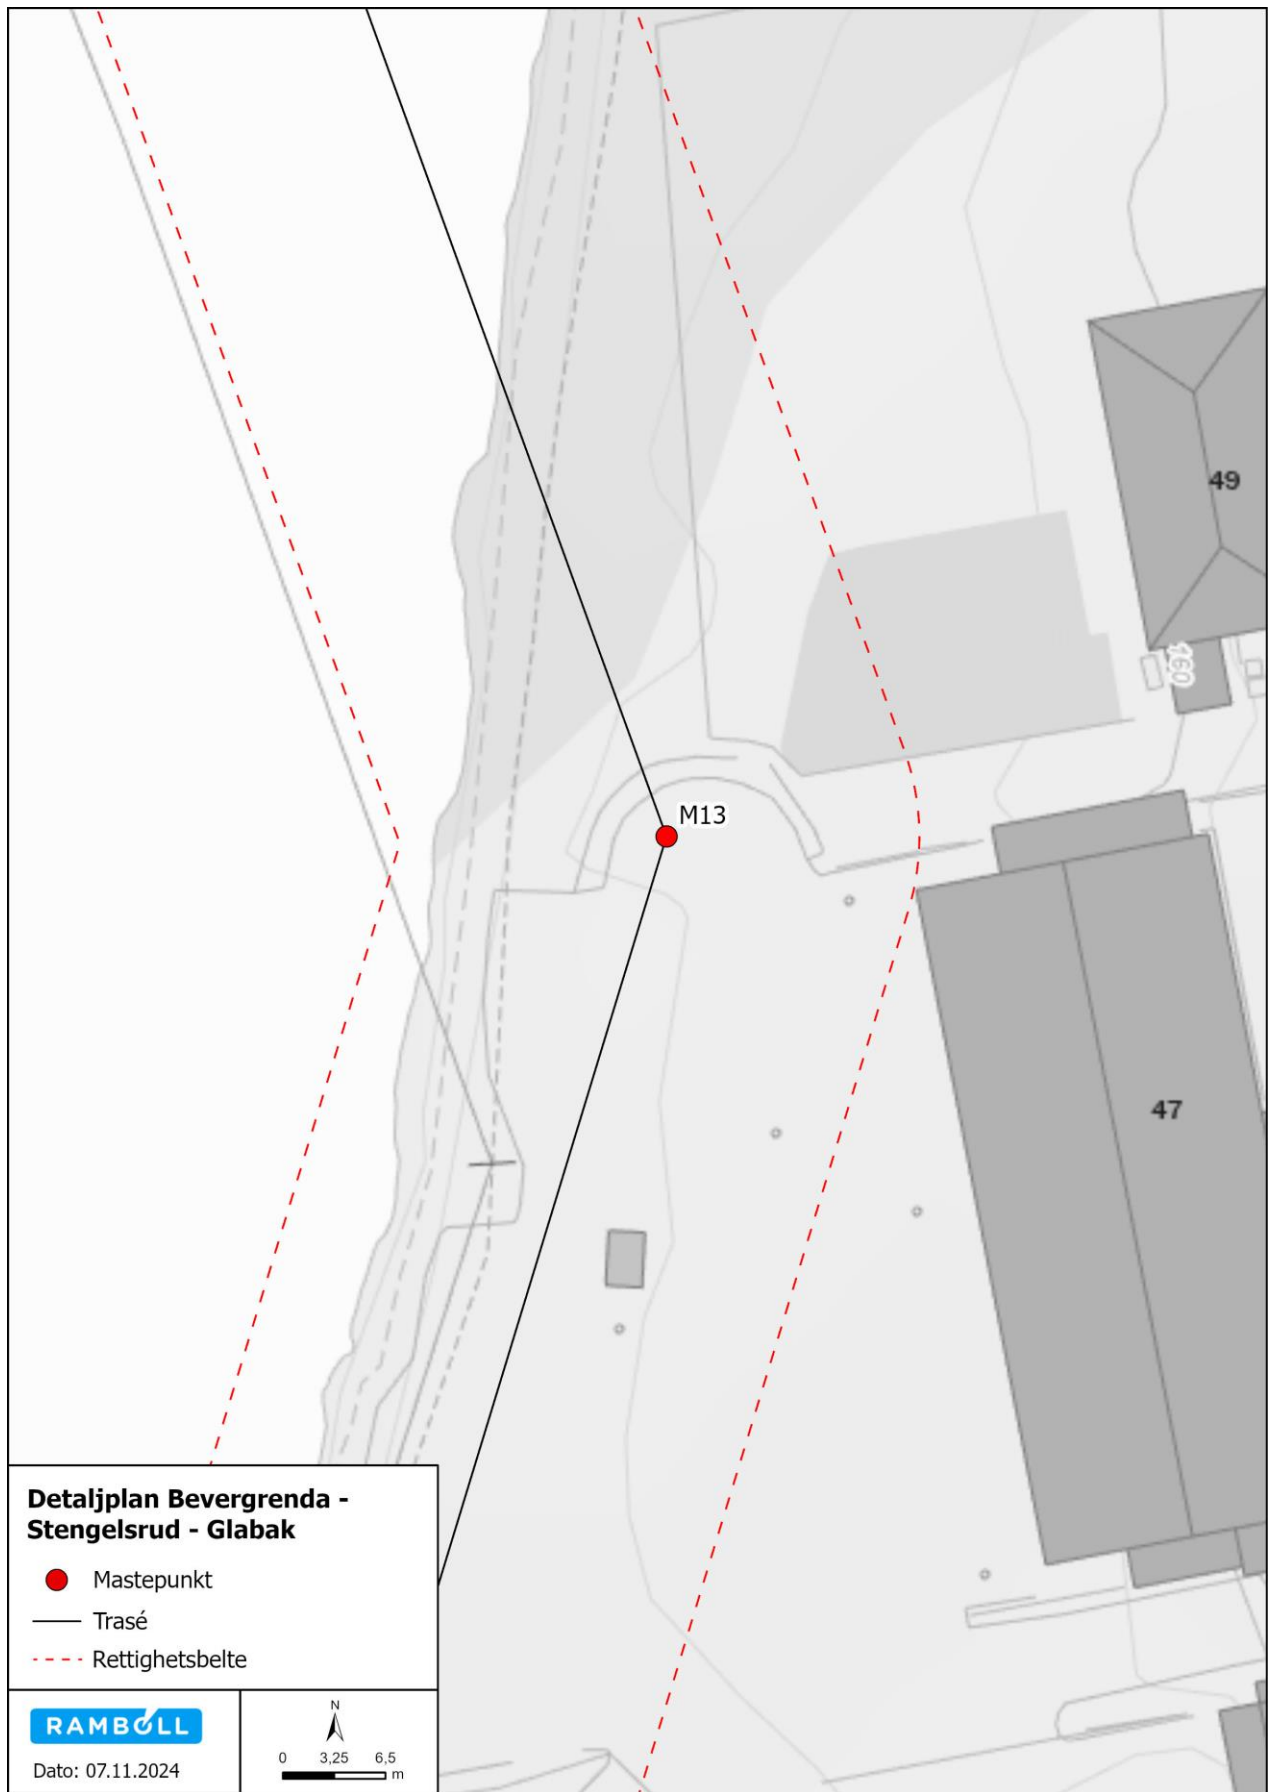 49
160
M13
47
Detaljplan Bevergrenda -
Stengelsrud - Glabak
Mastepunkt
Trasé
Rettighetsbelte
RAMBOLL
Dato: 07.11.2024
N
0 3,25 6,5
m